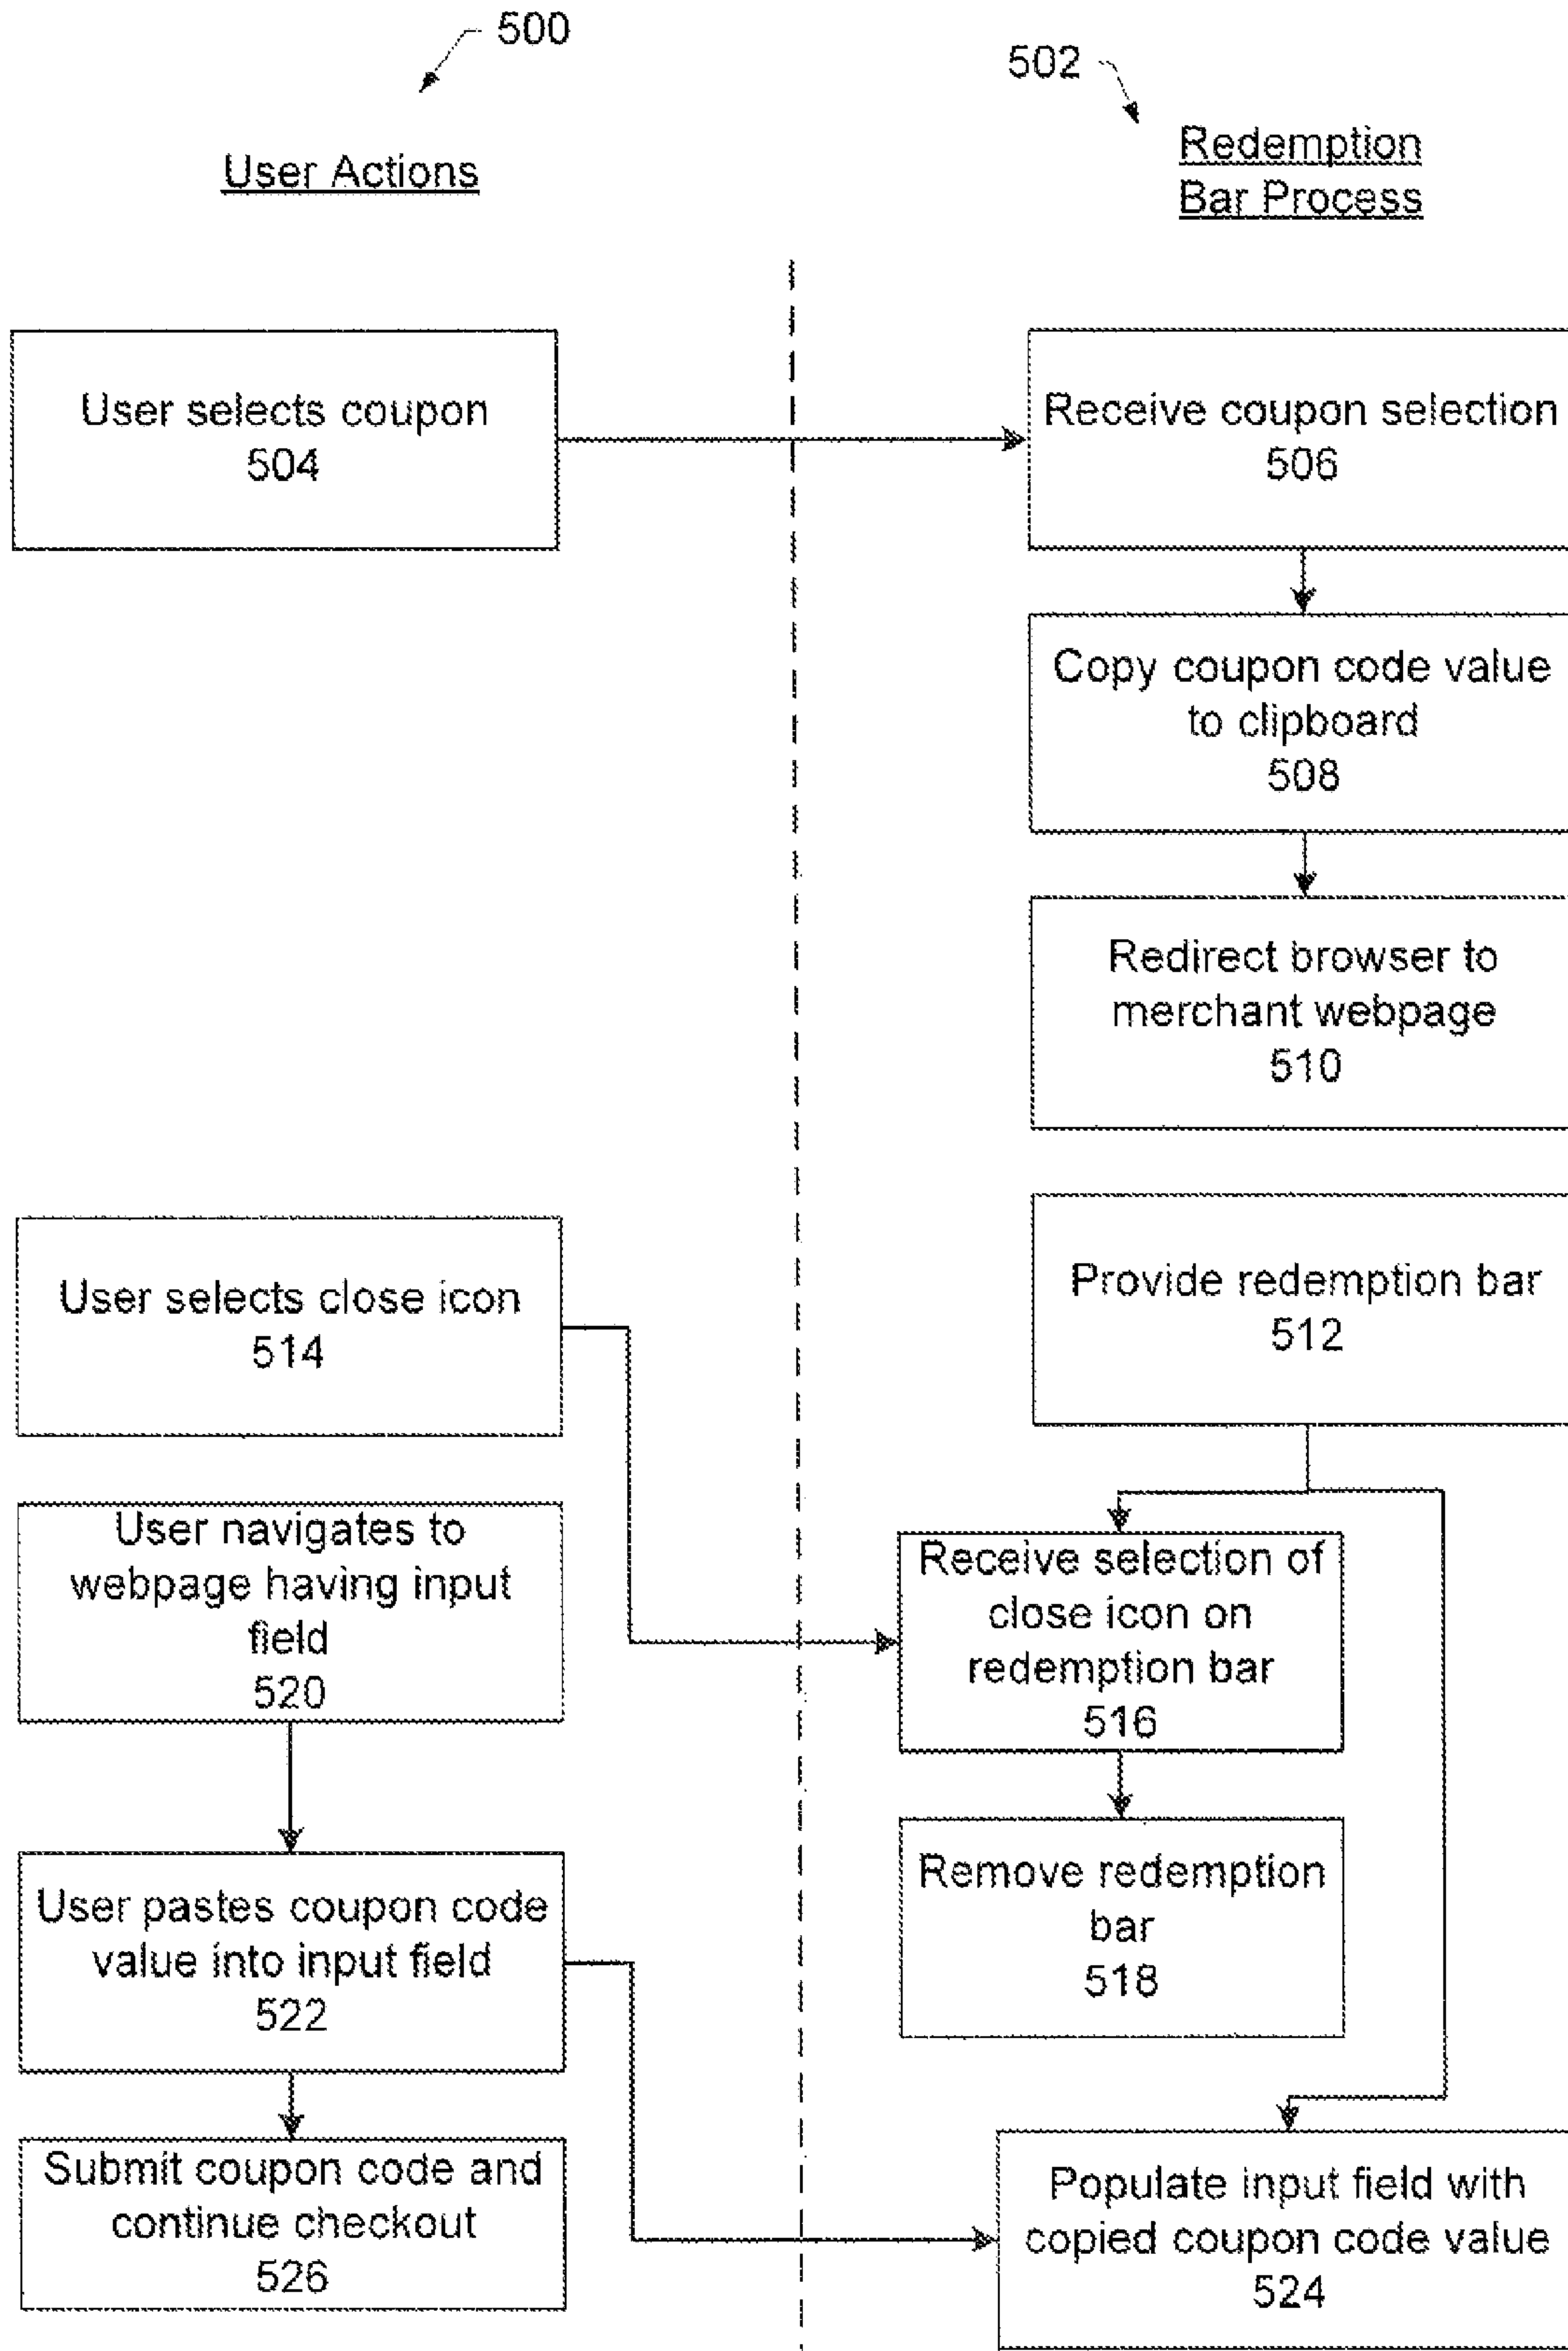 500
502
User Actions
Redemption
Bar Process
User selects coupon
504
Receive coupon selection
506
Copy coupon code value
to clipboard
508
Redirect browser to
merchant webpage
510
Provide redemption bar
512
User selects close icon
514
User navigates to
webpage having input
field
520
Receive selection of
close icon on
redemption bar
516
Remove redemption
bar
518
User pastes coupon code
value into input field
522
Submit coupon code and
continue checkout
526
Populate input field with
copied coupon code value
524